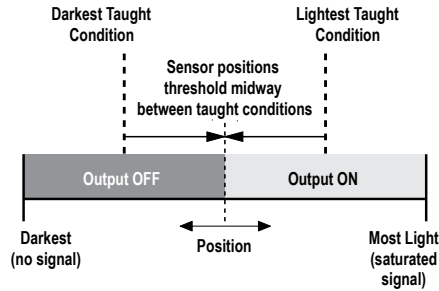 Darkest Taught
Condition
Lightest Taught
Condition
Sensor positions
threshold midway
between taught conditions
Output OFF
Output ON
Darkest
(no signal)
Position
Most Light
(saturated
signal)